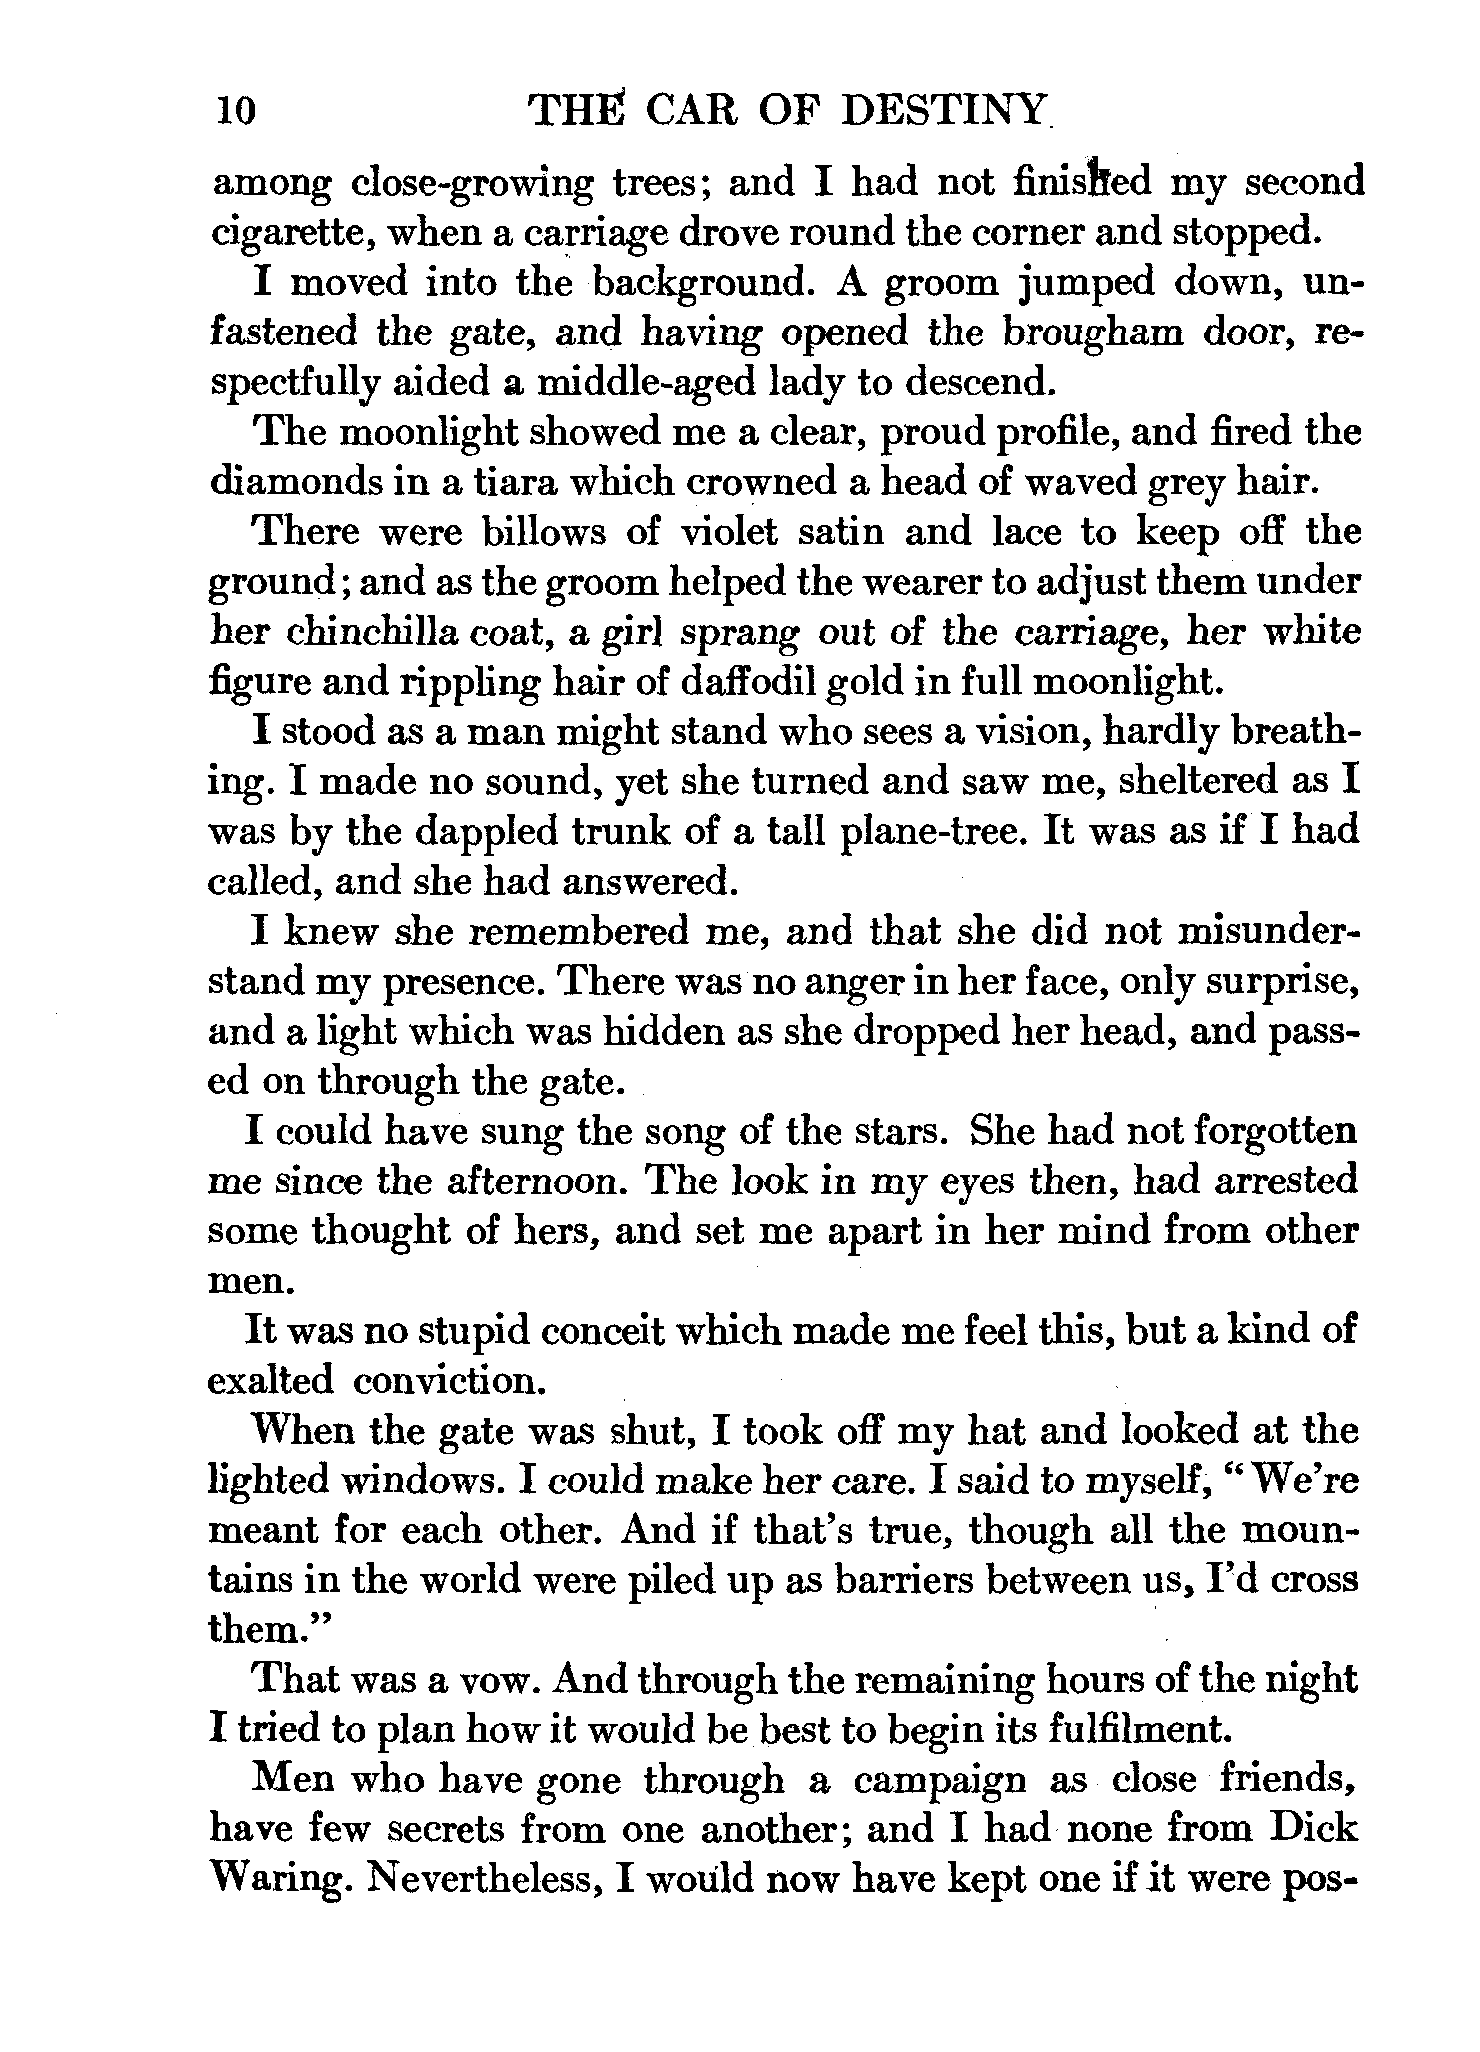 10 THE CAR OF DESTINY
among close-growing trees; and I had not finished my second
cigarette, when a carriage drove round the corner and stopped.
I moved into the background. A groom jumped down, un-
fastened the gate, and having opened the brougham door, re-
spectfully aided a middle-aged lady to descend.
The moonlight showed me a clear, proud profile, and fired the
diamonds in a tiara which crowned a head of waved grey hair.
There were billows of violet satin and lace to keep off the
ground; and as the groom helped the wearer to adjust them under
her chinchilla coat, a girl sprang out of the carriage, her white
figure and rippling hair of daffodil gold in full moonlight.
I stood as a man might stand who sees a vision, hardly breath-
ing. I made no sound, yet she turned and saw me, sheltered as I
was by the dappled trunk of a tall plane-tree. It was as if I had
called, and she had answered.
I knew she remembered me, and that she did not misunder-
stand my presence. There was no anger in her face, only surprise,
and a light which was hidden as she dropped her head, and pass-
ed on through the gate.
I could have sung the song of the stars. She had not forgotten
me since the afternoon. The look in my eyes then, had arrested
some thought of hers, and set me apart in her mind from other
men.
It was no stupid conceit which made me feel this, but a kind of
exalted conviction.
When the gate was shut, I took off my hat and looked at the
lighted windows. I could make her care. I said to myself, "We're
meant for each other. And if that's true, though all the moun-
tains in the world were piled up as barriers between us, I'd cross
them."
That was a vow. And through the remaining hours of the night
I tried to plan how it would be best to begin its fulfilment.
Men who have gone through a campaign as close friends,
have few secrets from one another; and I had none from Dick
Waring. Nevertheless, I would now have kept one if it were pos-